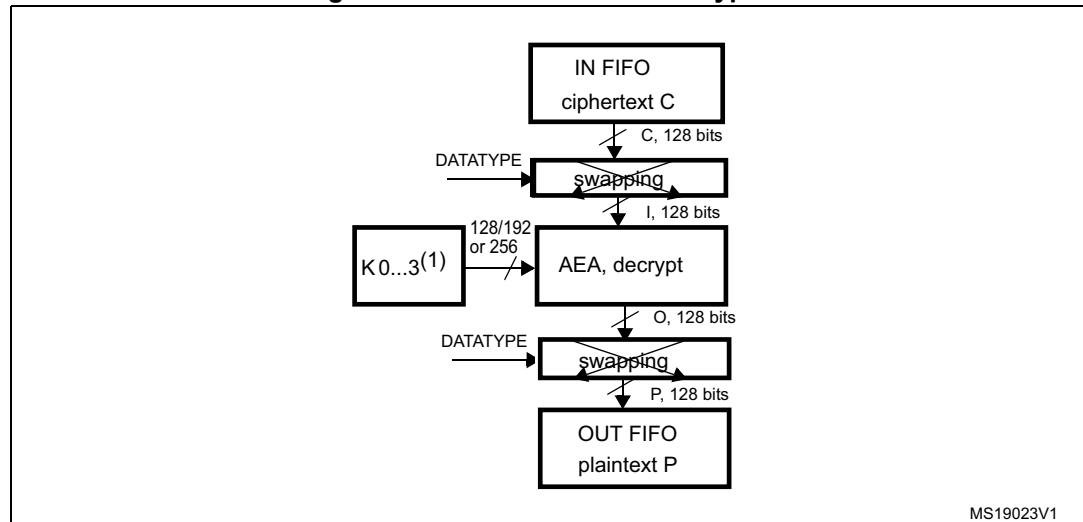 IN FIFO
ciphertext C
C, 128 bits
DATATYPE
swapping
I, 128 bits
128/192
or 256
K 0...3(1)
AEA, decrypt
O, 128 bits
DATATYPE
swapping
P, 128 bits
OUT FIFO
plaintext P
MS19023V1